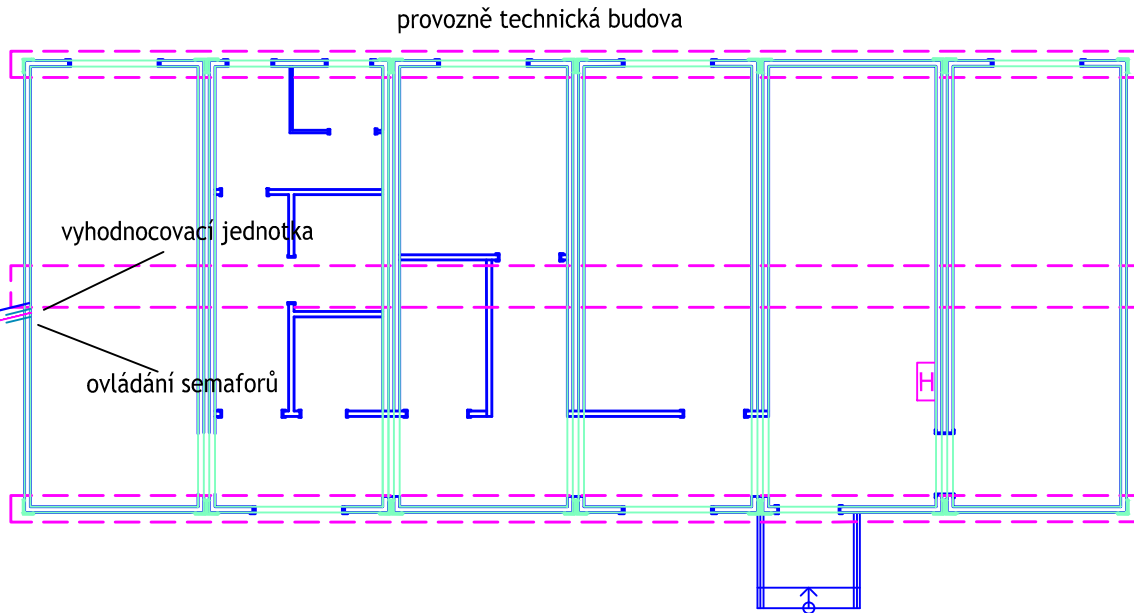 provozně technická budova
vyhodnocovací jednotka
ovládání semaforů
H